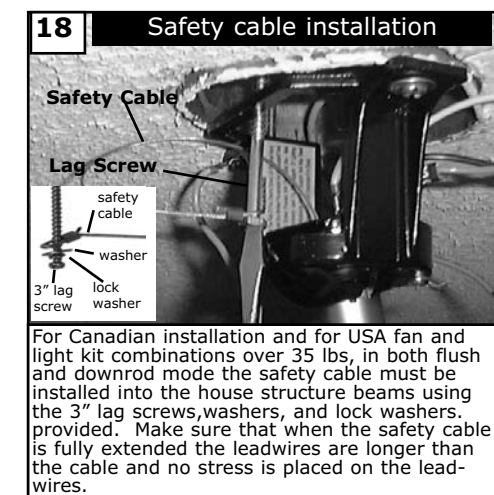 18 Safety cable installation
Safety Cable
Lag Screw
safety
cable
washer
lock
washer
3” lag
screw
For Canadian installation and for USA fan and
light kit combinations over 35 lbs, in both flush
and downrod mode the safety cable must be
installed into the house structure beams using
the 3” lag screws,washers, and lock washers.
provided.  Make sure that when the safety cable
is fully extended the leadwires are longer than
the cable and no stress is placed on the lead-
wires.